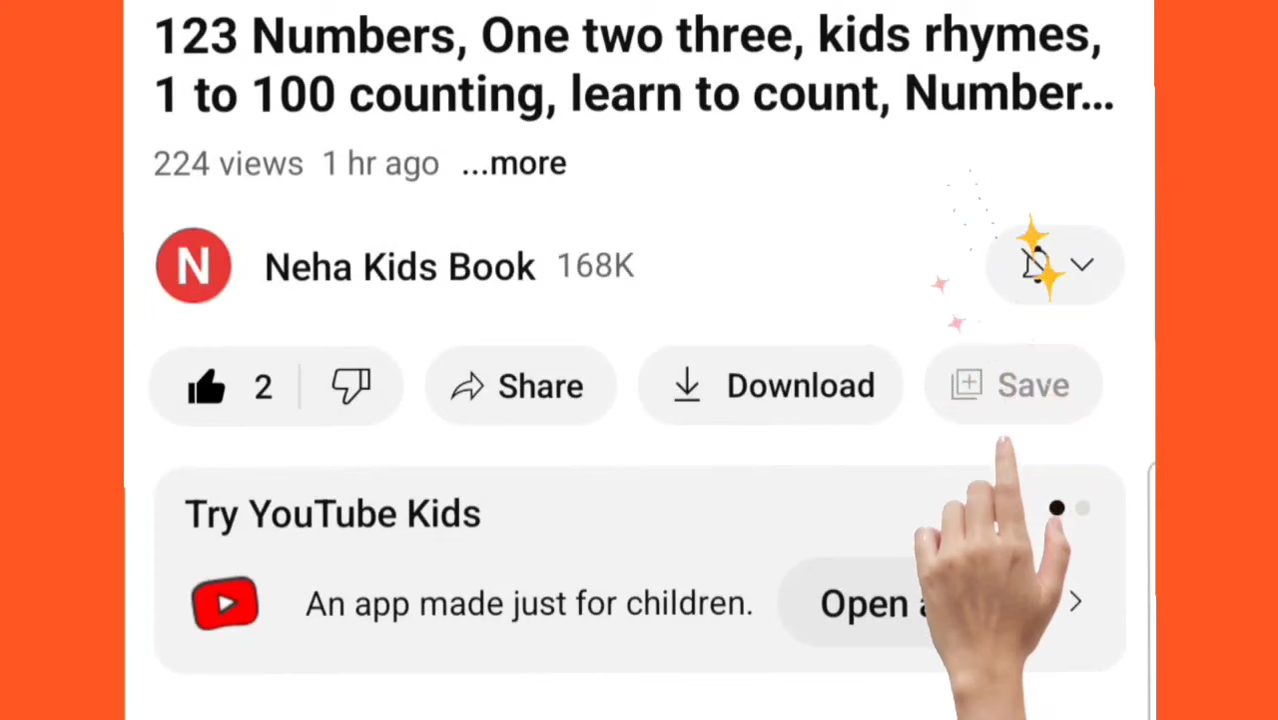 123 Numbers, One two three, kids rhymes,
1 to 100 counting, learn to count, Number...
224 views 1 hr ago ...more
N Neha Kids Book 168K
2 Share Download Save
Try YouTube Kids
An app made just for children. Open